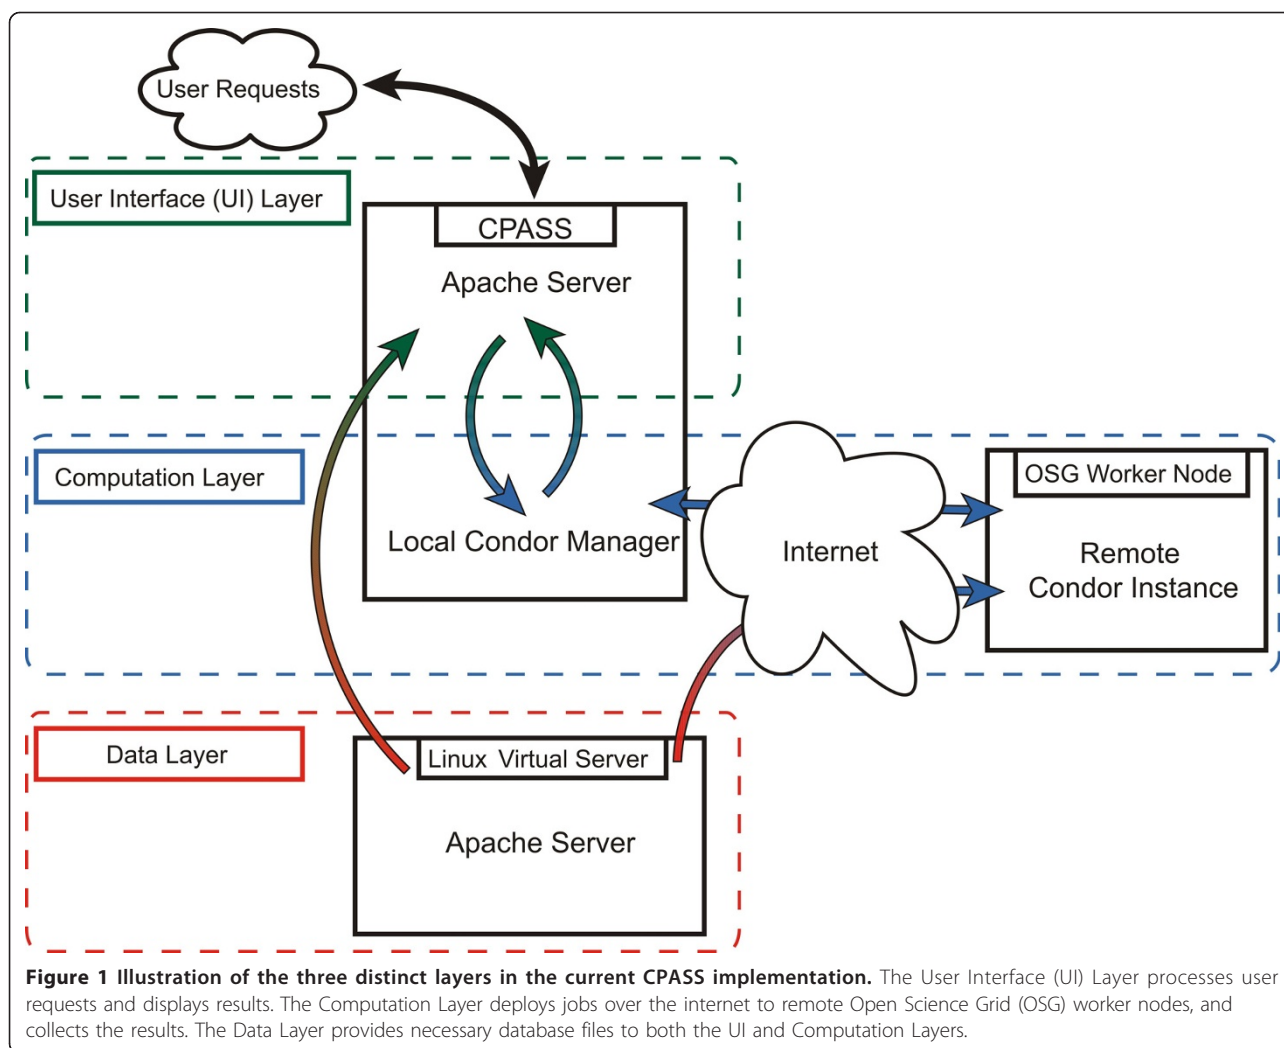 User Requests
User Interface (UI) Layer
CPASS
Apache Server
Computation Layer
OSG Worker Node
Local Condor Manager
Internet
Remote
Condor Instance
Data Layer
Linux Virtual Server
Apache Server
Figure 1 Illustration of the three distinct layers in the current CPASS implementation. The User Interface (UI) Layer processes user
requests and displays results. The Computation Layer deploys jobs over the internet to remote Open Science Grid (OSG) worker nodes, and
collects the results. The Data Layer provides necessary database files to both the UI and Computation Layers.